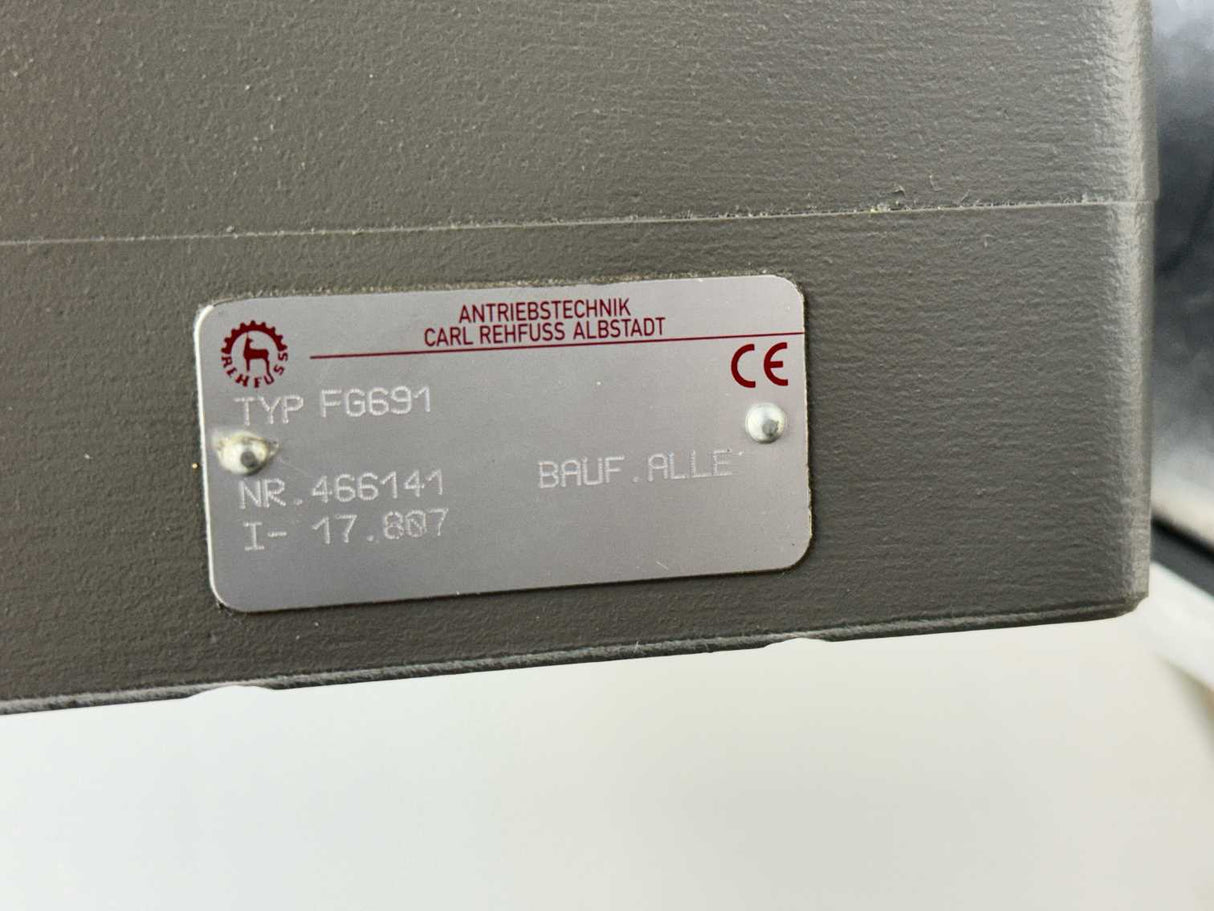 ANTRIEBSTECHNIK
CARL REHFUSS ALBSTADT
REHFUSS
CE
TYP FG691
NR.466141 BAUF.ALLE
I- 17.807